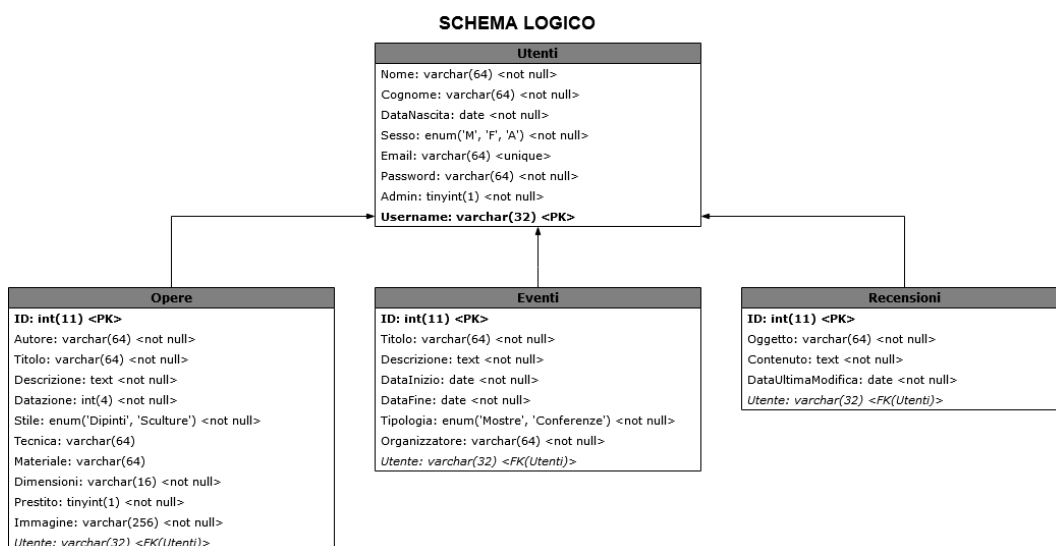 SCHEMA LOGICO
Utenti
Nome: varchar(64) <not null>
Cognome: varchar(64) <not null>
DataNascita: date <not null>
Sesso: enum('M', 'F', 'A') <not null>
Email: varchar(64) <unique>
Password: varchar(64) <not null>
Admin: tinyint(1) <not null>
Username: varchar(32) <PK>
Opere
ID: int(11) <PK>
Autore: varchar(64) <not null>
Titolo: varchar(64) <not null>
Descrizione: text <not null>
Datazione: int(4) <not null>
Stile: enum('Dipinti', 'Sculture') <not null>
Tecnica: varchar(64)
Materiale: varchar(64)
Dimensioni: varchar(16) <not null>
Prestito: tinyint(1) <not null>
Immagine: varchar(256) <not null>
Utente: varchar(32) <FK(Utenti)>
Eventi
ID: int(11) <PK>
Titolo: varchar(64) <not null>
Descrizione: text <not null>
DataInizio: date <not null>
DataFine: date <not null>
Tipologia: enum('Mostre', 'Conferenze') <not null>
Organizzatore: varchar(64) <not null>
Utente: varchar(32) <FK(Utenti)>
Recensioni
ID: int(11) <PK>
Oggetto: varchar(64) <not null>
Contenuto: text <not null>
DataUltimaModifica: date <not null>
Utente: varchar(32) <FK(Utenti)>